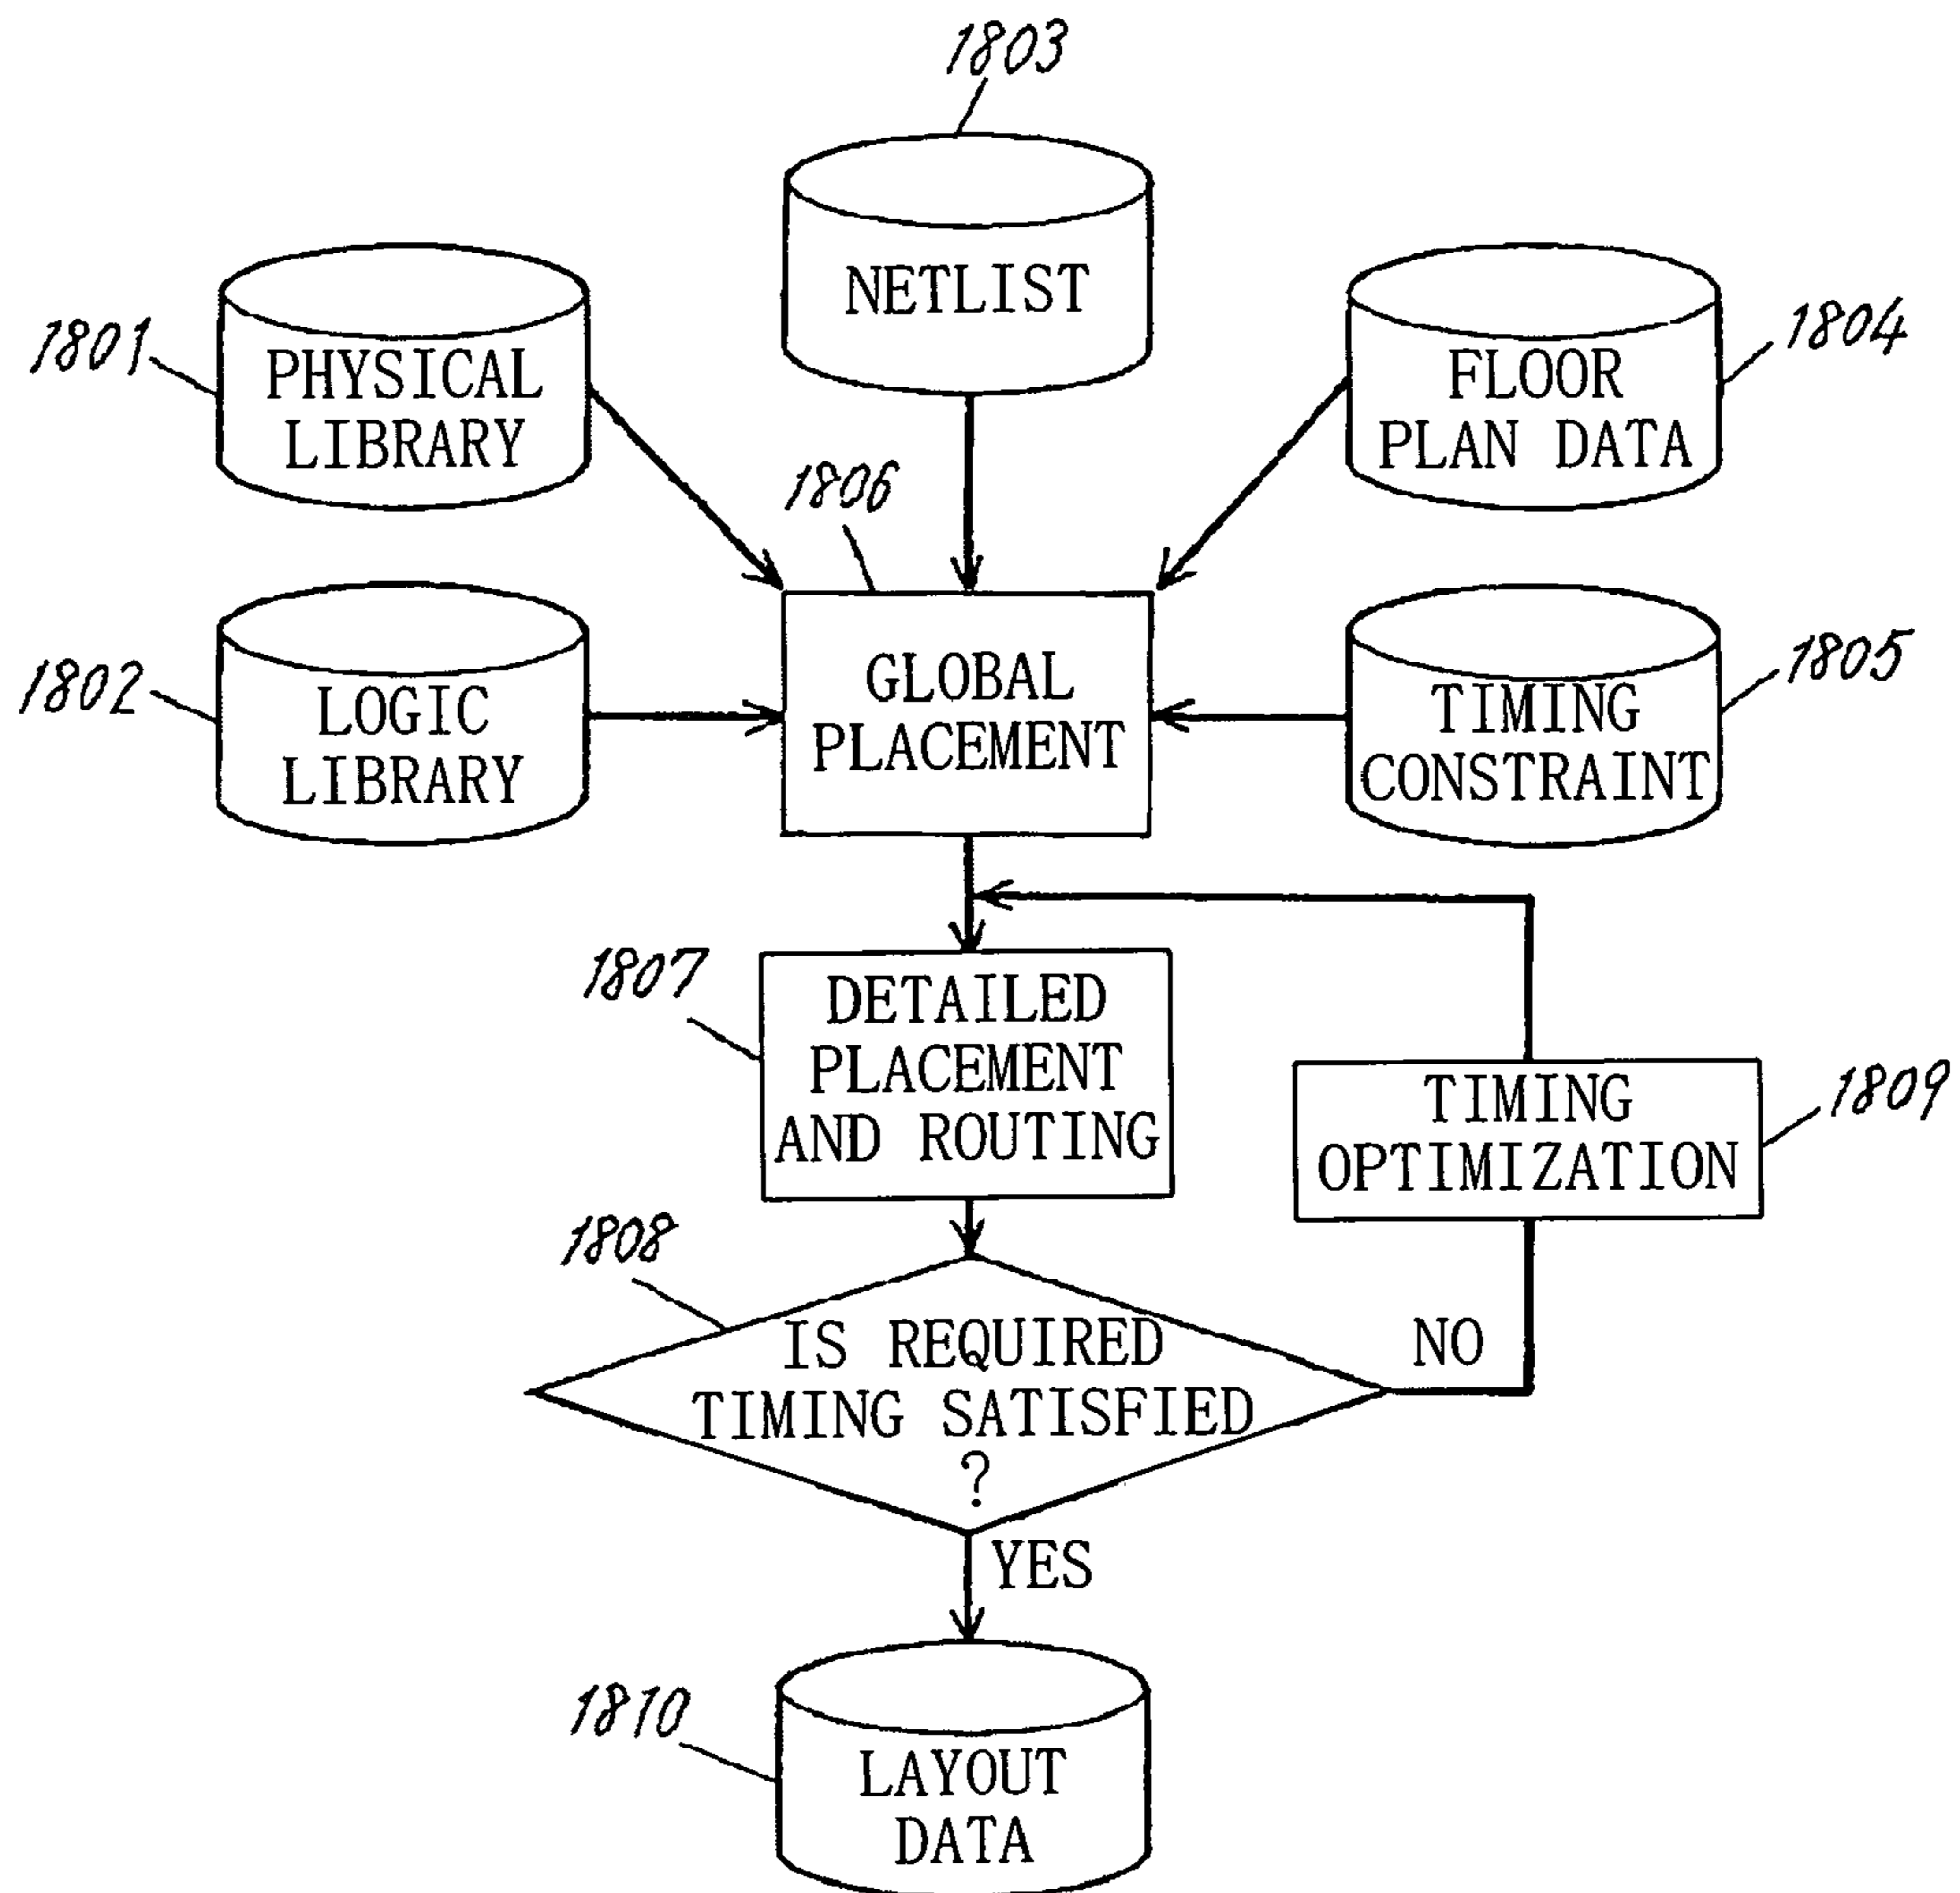 1803
NETLIST
1801
PHYSICAL
LIBRARY
1804
FLOOR
PLAN DATA
1806
1802
LOGIC
LIBRARY
GLOBAL
PLACEMENT
1805
TIMING
CONSTRAINT
1807
DETAILED
PLACEMENT
AND ROUTING
1809
TIMING
OPTIMIZATION
1808
IS REQUIRED
TIMING SATISFIED
?
NO
YES
1810
LAYOUT
DATA